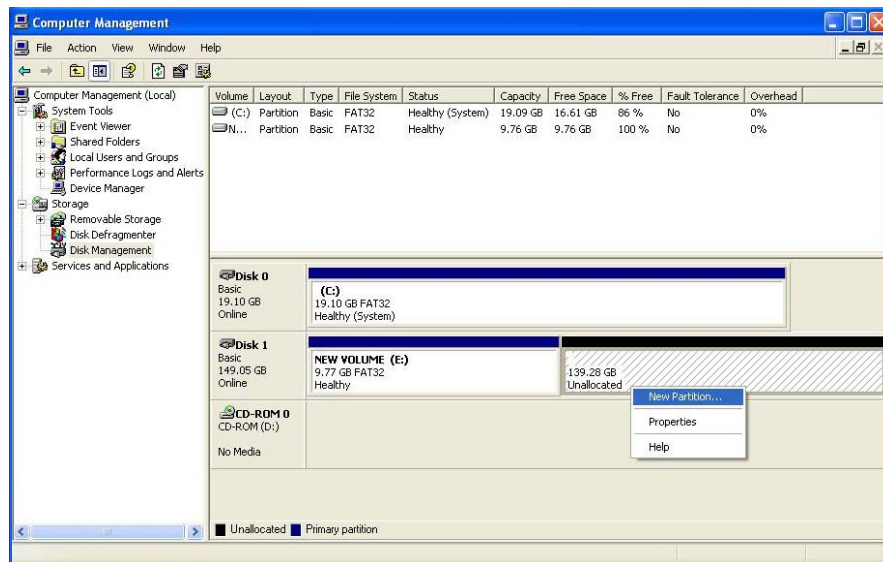 Computer Management
File Action View Window Help
Computer Management (Local)
System Tools
Event Viewer
Shared Folders
Local Users and Groups
Performance Logs and Alerts
Device Manager
Storage
Removable Storage
Disk Defragmenter
Disk Management
Services and Applications
Volume Layout Type File System Status Capacity Free Space % Free Fault Tolerance Overhead
(C:) Partition Basic FAT32 Healthy (System) 19.09 GB 16.61 GB 86 % No 0%
N... Partition Basic FAT32 Healthy 9.76 GB 9.76 GB 100 % No 0%
Disk 0
Basic
19.10 GB
Online
(C:)
19.10 GB FAT32
Healthy (System)
Disk 1
Basic
149.05 GB
Online
NEW VOLUME (E:)
9.77 GB FAT32
Healthy
139.28 GB
Unallocated
New Partition...
Properties
Help
CD-ROM 0
CD-ROM (D:)
No Media
Unallocated Primary partition